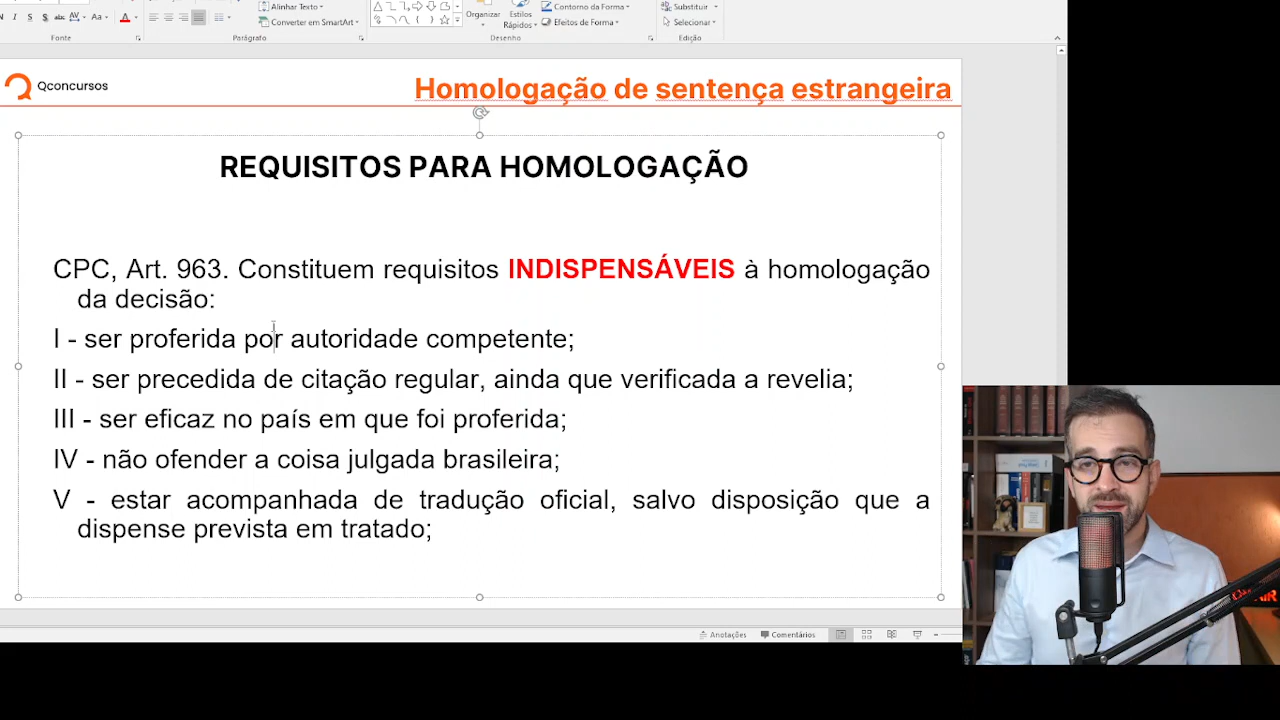 Alinhar Texto
Converter em SmartArt
Organizar
Estilos
Rápidos
Contorno da Forma
Efeitos de Forma
Substituir
Selecionar
Fonte
Parágrafo
Desenho
Edição
Qconcursos
Homologação de sentença estrangeira
REQUISITOS PARA HOMOLOGAÇÃO
CPC, Art. 963. Constituem requisitos INDISPENSÁVEIS à homologação
da decisão:
I - ser proferida por autoridade competente;
II - ser precedida de citação regular, ainda que verificada a revelia;
III - ser eficaz no país em que foi proferida;
IV - não ofender a coisa julgada brasileira;
V - estar acompanhada de tradução oficial, salvo disposição que a
dispense prevista em tratado;
Anotações
Comentários